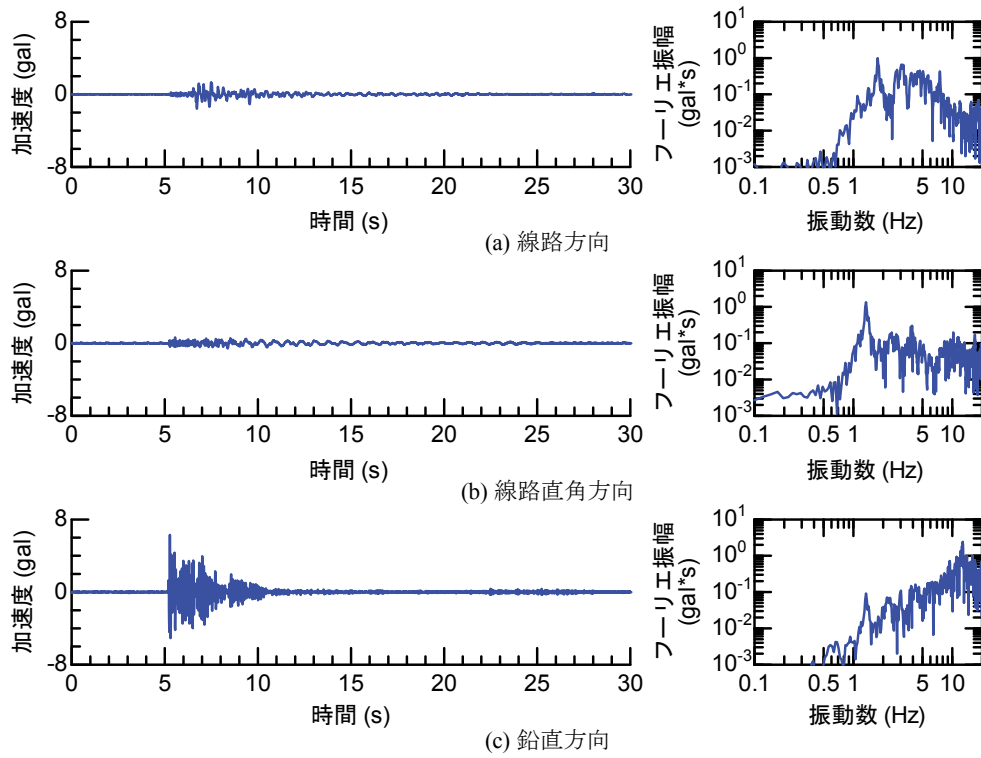 加速度 (gal)
8
0
-8
0 5 10 15 20 25 30
時間 (s)
フーリエ振幅
(gal*s)
10^1
10^0
10^-1
10^-2
10^-3
0.1 0.5 1 5 10
振動数 (Hz)
(a) 線路方向
加速度 (gal)
8
0
-8
0 5 10 15 20 25 30
時間 (s)
フーリエ振幅
(gal*s)
10^1
10^0
10^-1
10^-2
10^-3
0.1 0.5 1 5 10
振動数 (Hz)
(b) 線路直角方向
加速度 (gal)
8
0
-8
0 5 10 15 20 25 30
時間 (s)
フーリエ振幅
(gal*s)
10^1
10^0
10^-1
10^-2
10^-3
0.1 0.5 1 5 10
振動数 (Hz)
(c) 鉛直方向